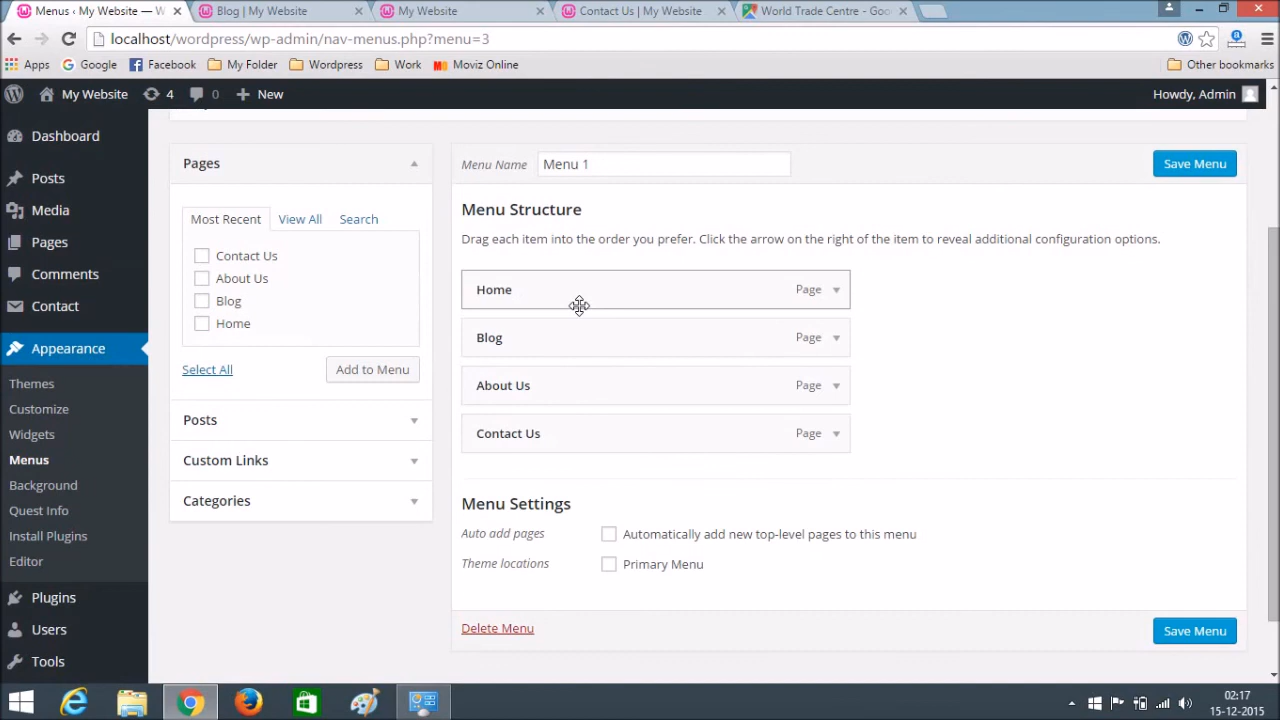 Menus ‹ My Website — W
Blog | My Website
My Website
Contact Us | My Website
World Trade Centre - Goo
localhost/wordpress/wp-admin/nav-menus.php?menu=3
Apps
Google
Facebook
My Folder
Wordpress
Work
Moviz Online
Other bookmarks
My Website
4
0
New
Howdy, Admin
Dashboard
Posts
Media
Pages
Comments
Contact
Appearance
Themes
Customize
Widgets
Menus
Background
Quest Info
Install Plugins
Editor
Plugins
Users
Tools
Pages
Most Recent
View All
Search
Contact Us
About Us
Blog
Home
Select All
Add to Menu
Posts
Custom Links
Categories
Menu Name
Menu 1
Save Menu
Menu Structure
Drag each item into the order you prefer. Click the arrow on the right of the item to reveal additional configuration options.
Home Page
Blog Page
About Us Page
Contact Us Page
Menu Settings
Auto add pages
Automatically add new top-level pages to this menu
Theme locations
Primary Menu
Delete Menu
Save Menu
02:17
15-12-2015